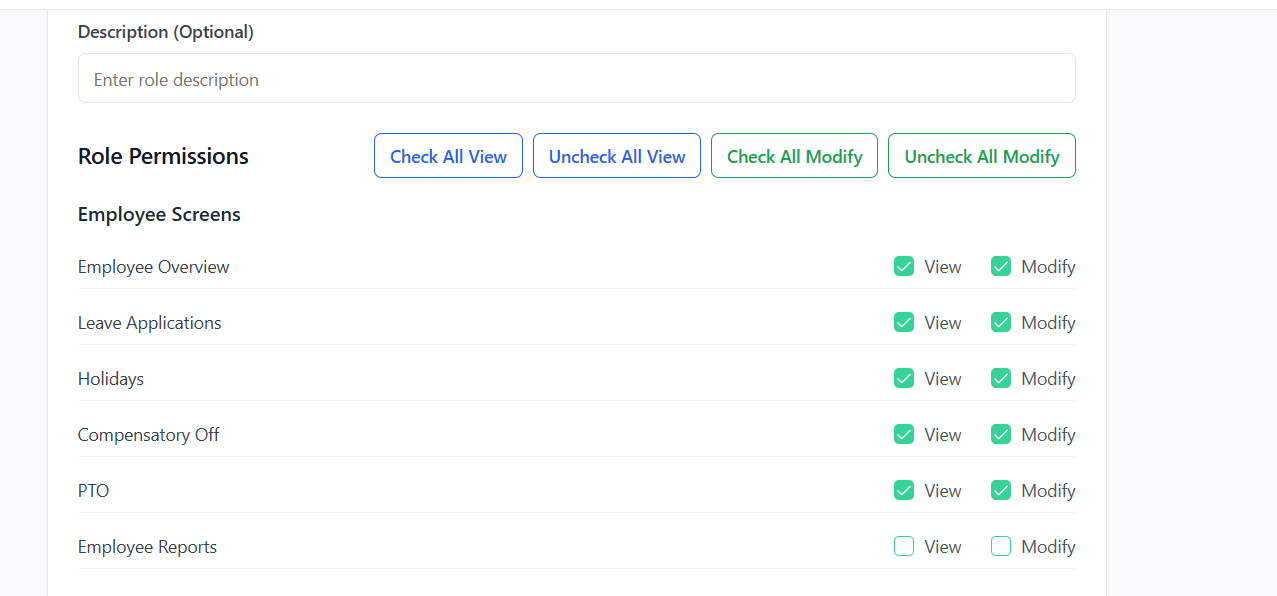 Description (Optional)
Enter role description
Role Permissions Check All View Uncheck All View Check All Modify Uncheck All Modify
Employee Screens
Employee Overview View Modify
Leave Applications View Modify
Holidays View Modify
Compensatory Off View Modify
PTO View Modify
Employee Reports View Modify